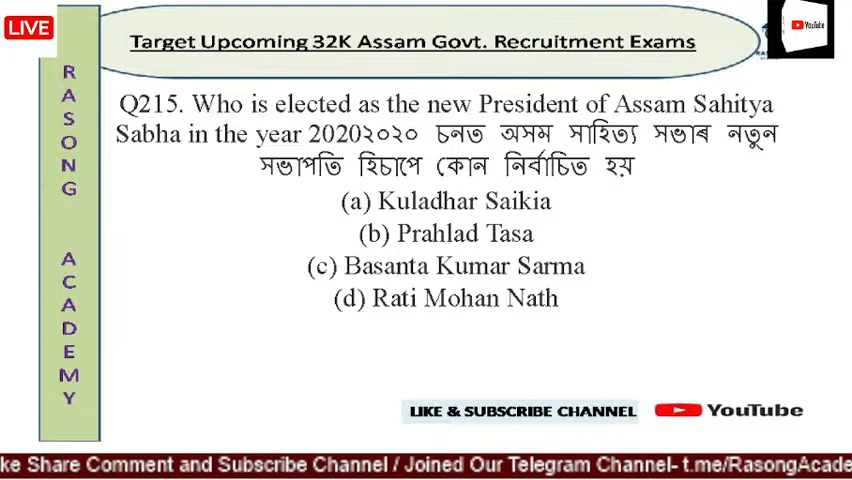 LIVE
Target Upcoming 32K Assam Govt. Recruitment Exams
YouTube
RASONG ACADEMY
Q215. Who is elected as the new President of Assam Sahitya
Sabha in the year 2020২০২০ চনত অসম সাহিত্য সভাৰ নতুন
সভাপতি হিচাপে কোন নিৰ্বাচিত হয়
(a) Kuladhar Saikia
(b) Prahlad Tasa
(c) Basanta Kumar Sarma
(d) Rati Mohan Nath
LIKE & SUBSCRIBE CHANNEL YouTube
ke Share Comment and Subscribe Channel / Joined Our Telegram Channel- t.me/RasongAcade